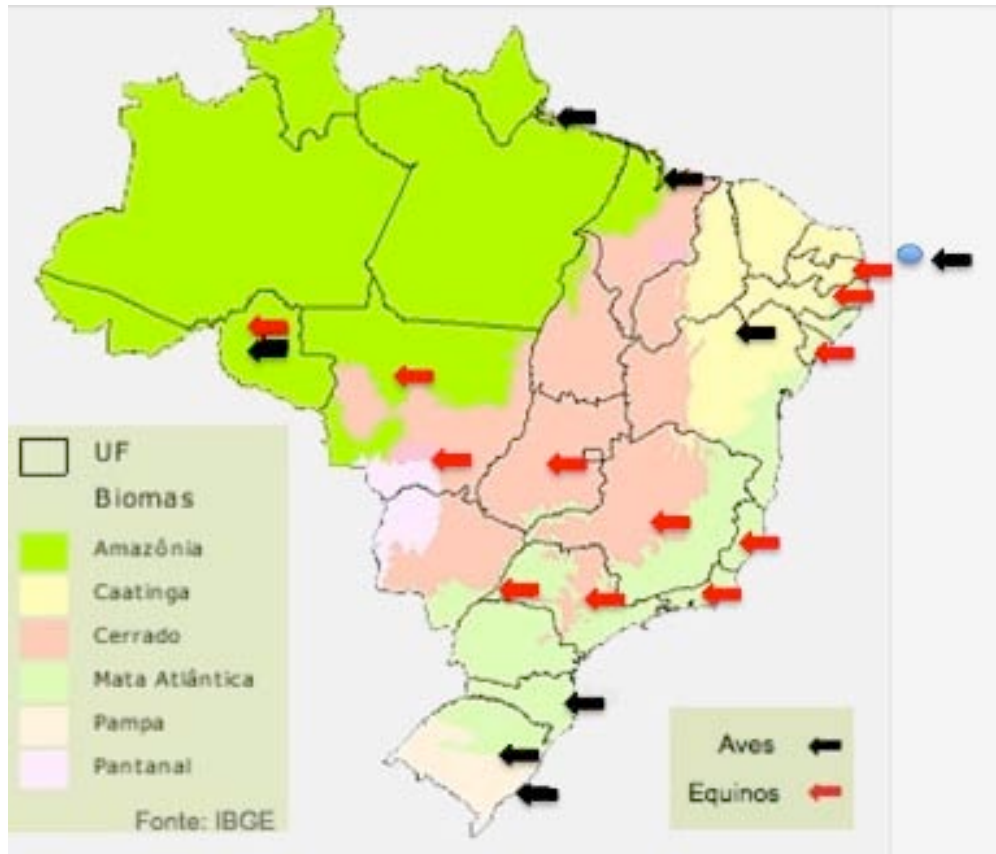 UF
Biomas
Amazônia
Caatinga
Cerrado
Mata Atlântica
Pampa
Pantanal
Fonte: IBGE
Aves
Equinos